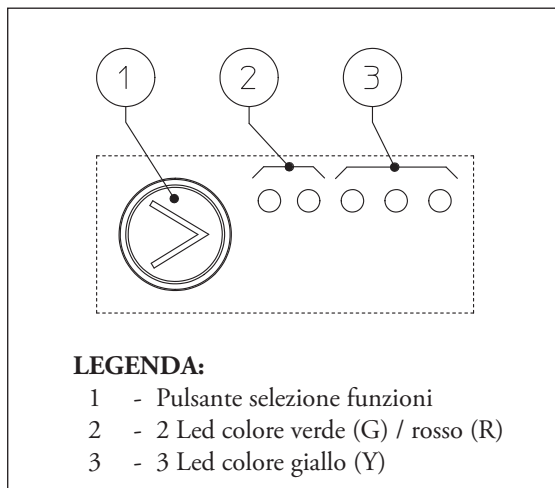 1 2 3
LEGENDA:
1 - Pulsante selezione funzioni
2 - 2 Led colore verde (G) / rosso (R)
3 - 3 Led colore giallo (Y)